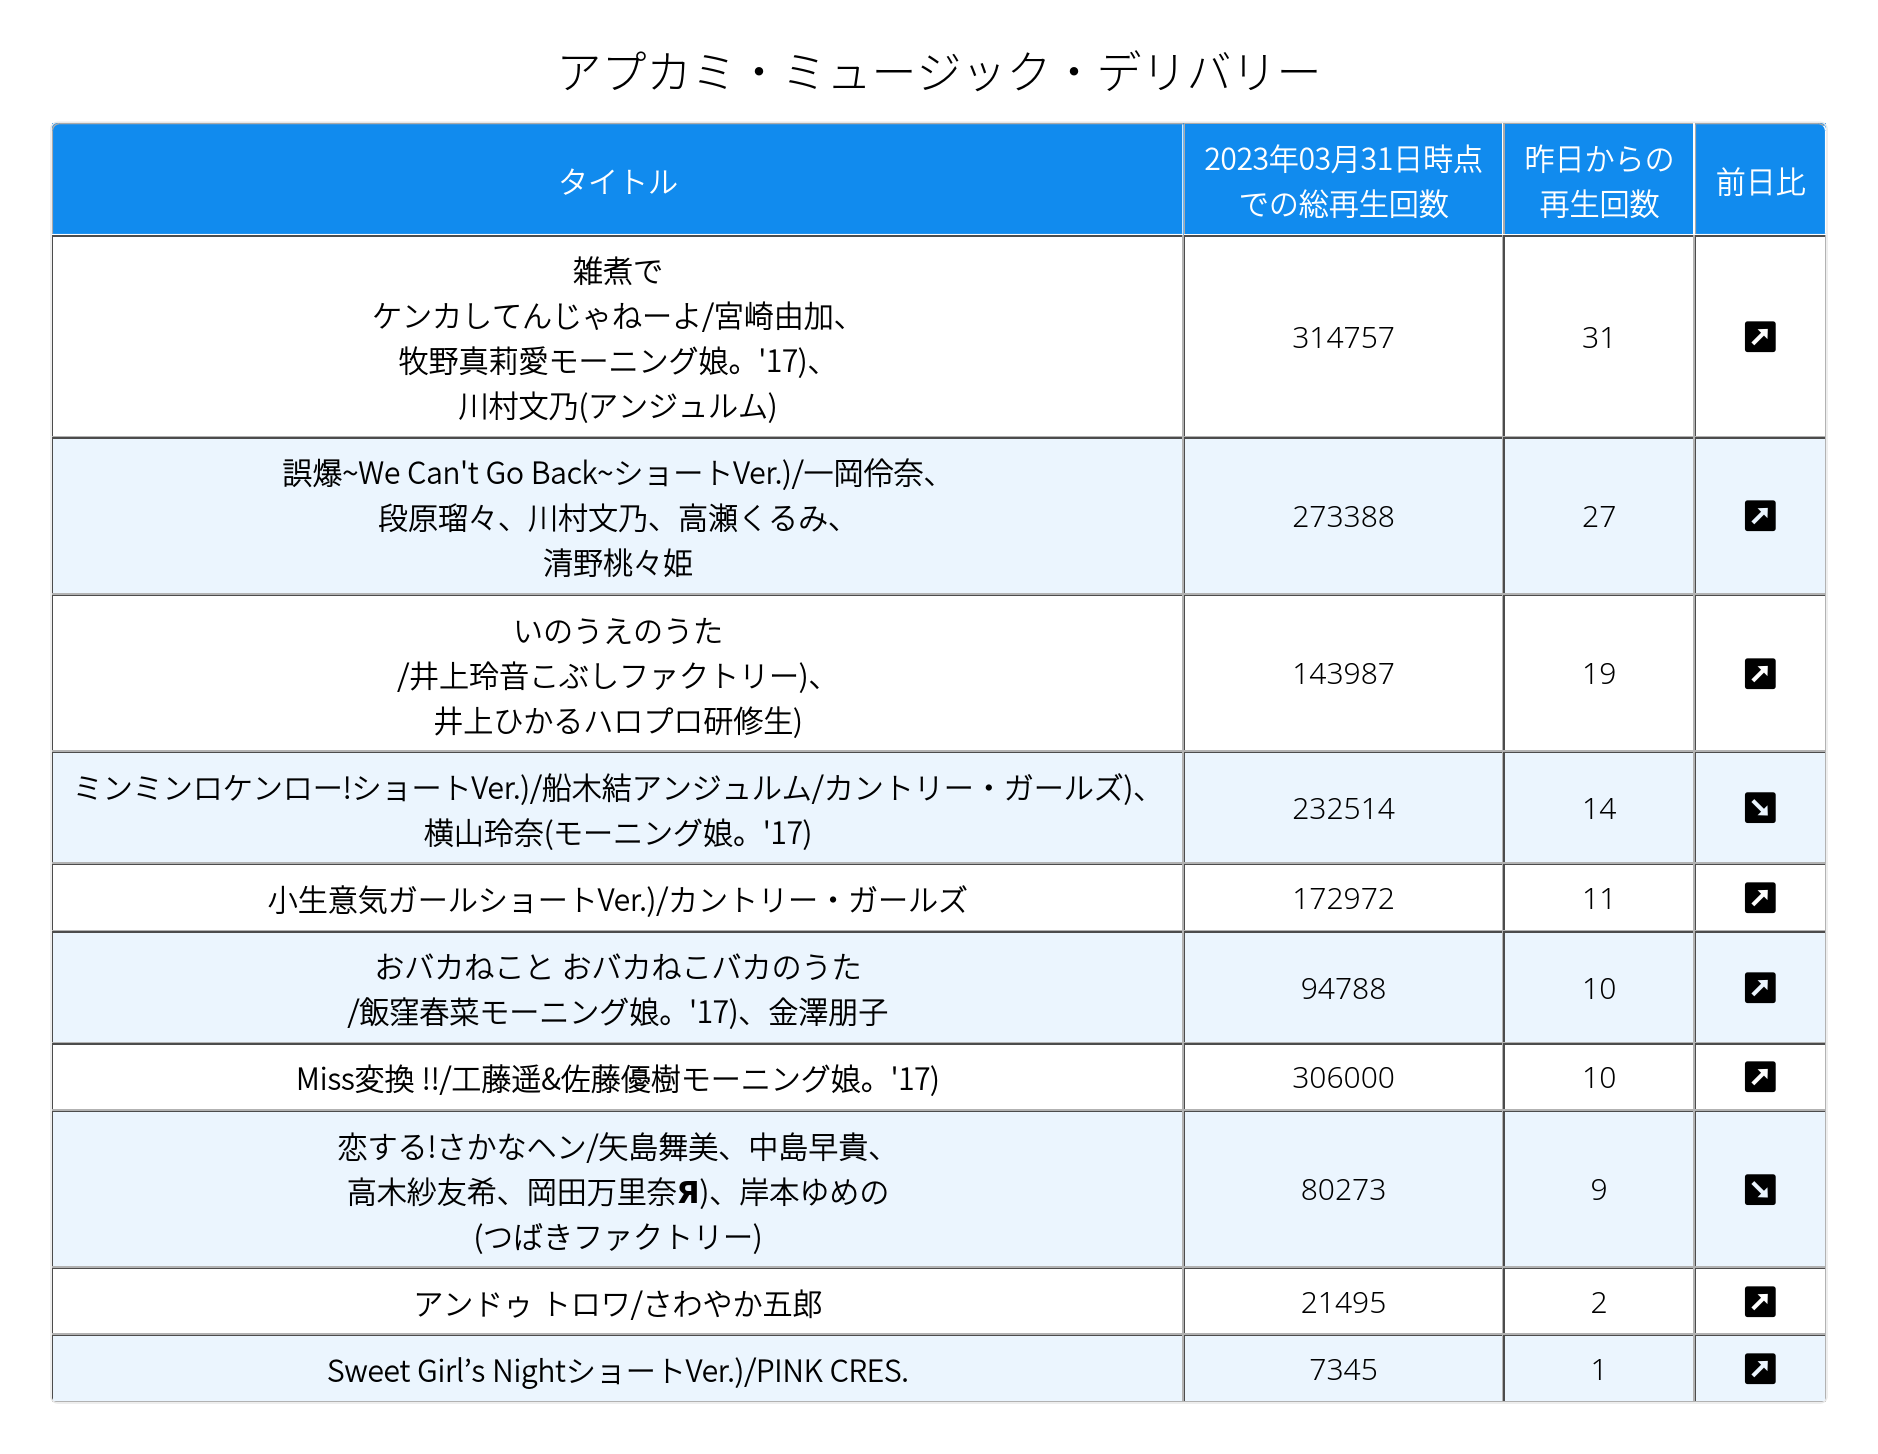 アプカミ・ミュージック・デリバリー
タイトル
2023年03月31日時点
での総再生回数
昨日からの
再生回数
前日比
雑煮で
ケンカしてんじゃねーよ/宮崎由加、
牧野真莉愛モーニング娘。'17)、
川村文乃(アンジュルム)
314757
31
誤爆~We Can't Go Back~ショートVer.)/一岡伶奈、
段原瑠々、川村文乃、高瀬くるみ、
清野桃々姫
273388
27
いのうえのうた
/井上玲音こぶしファクトリー)、
井上ひかるハロプロ研修生)
143987
19
ミンミンロケンロー!ショートVer.)/船木結アンジュルム/カントリー・ガールズ)、
横山玲奈(モーニング娘。'17)
232514
14
小生意気ガールショートVer.)/カントリー・ガールズ
172972
11
おバカねこと おバカねこバカのうた
/飯窪春菜モーニング娘。'17)、金澤朋子
94788
10
Miss変換 !!/工藤遥&佐藤優樹モーニング娘。'17)
306000
10
恋する!さかなヘン/矢島舞美、中島早貴、
高木紗友希、岡田万里奈Я)、岸本ゆめの
(つばきファクトリー)
80273
9
アンドゥ トロワ/さわやか五郎
21495
2
Sweet Girl’s NightショートVer.)/PINK CRES.
7345
1